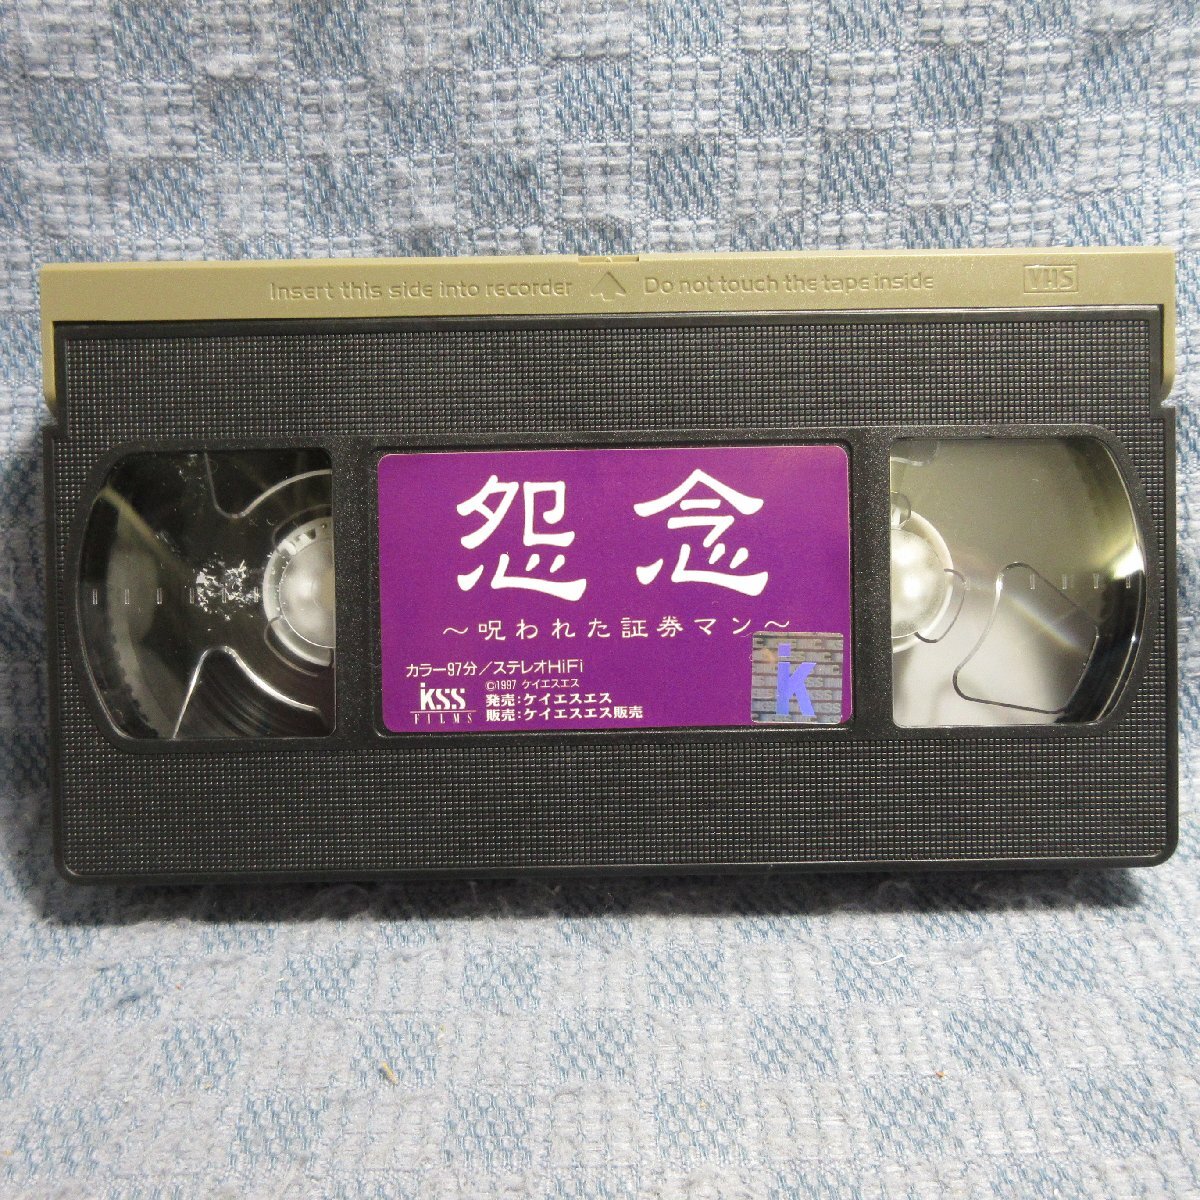 Insert this side into recorder Do not touch the tape inside VHS
怨念
～呪われた証券マン～
カラー97分/ステレオHiFi
©1997 ケイエスエス
KSS FILMS
発売:ケイエスエス
販売:ケイエスエス販売
k